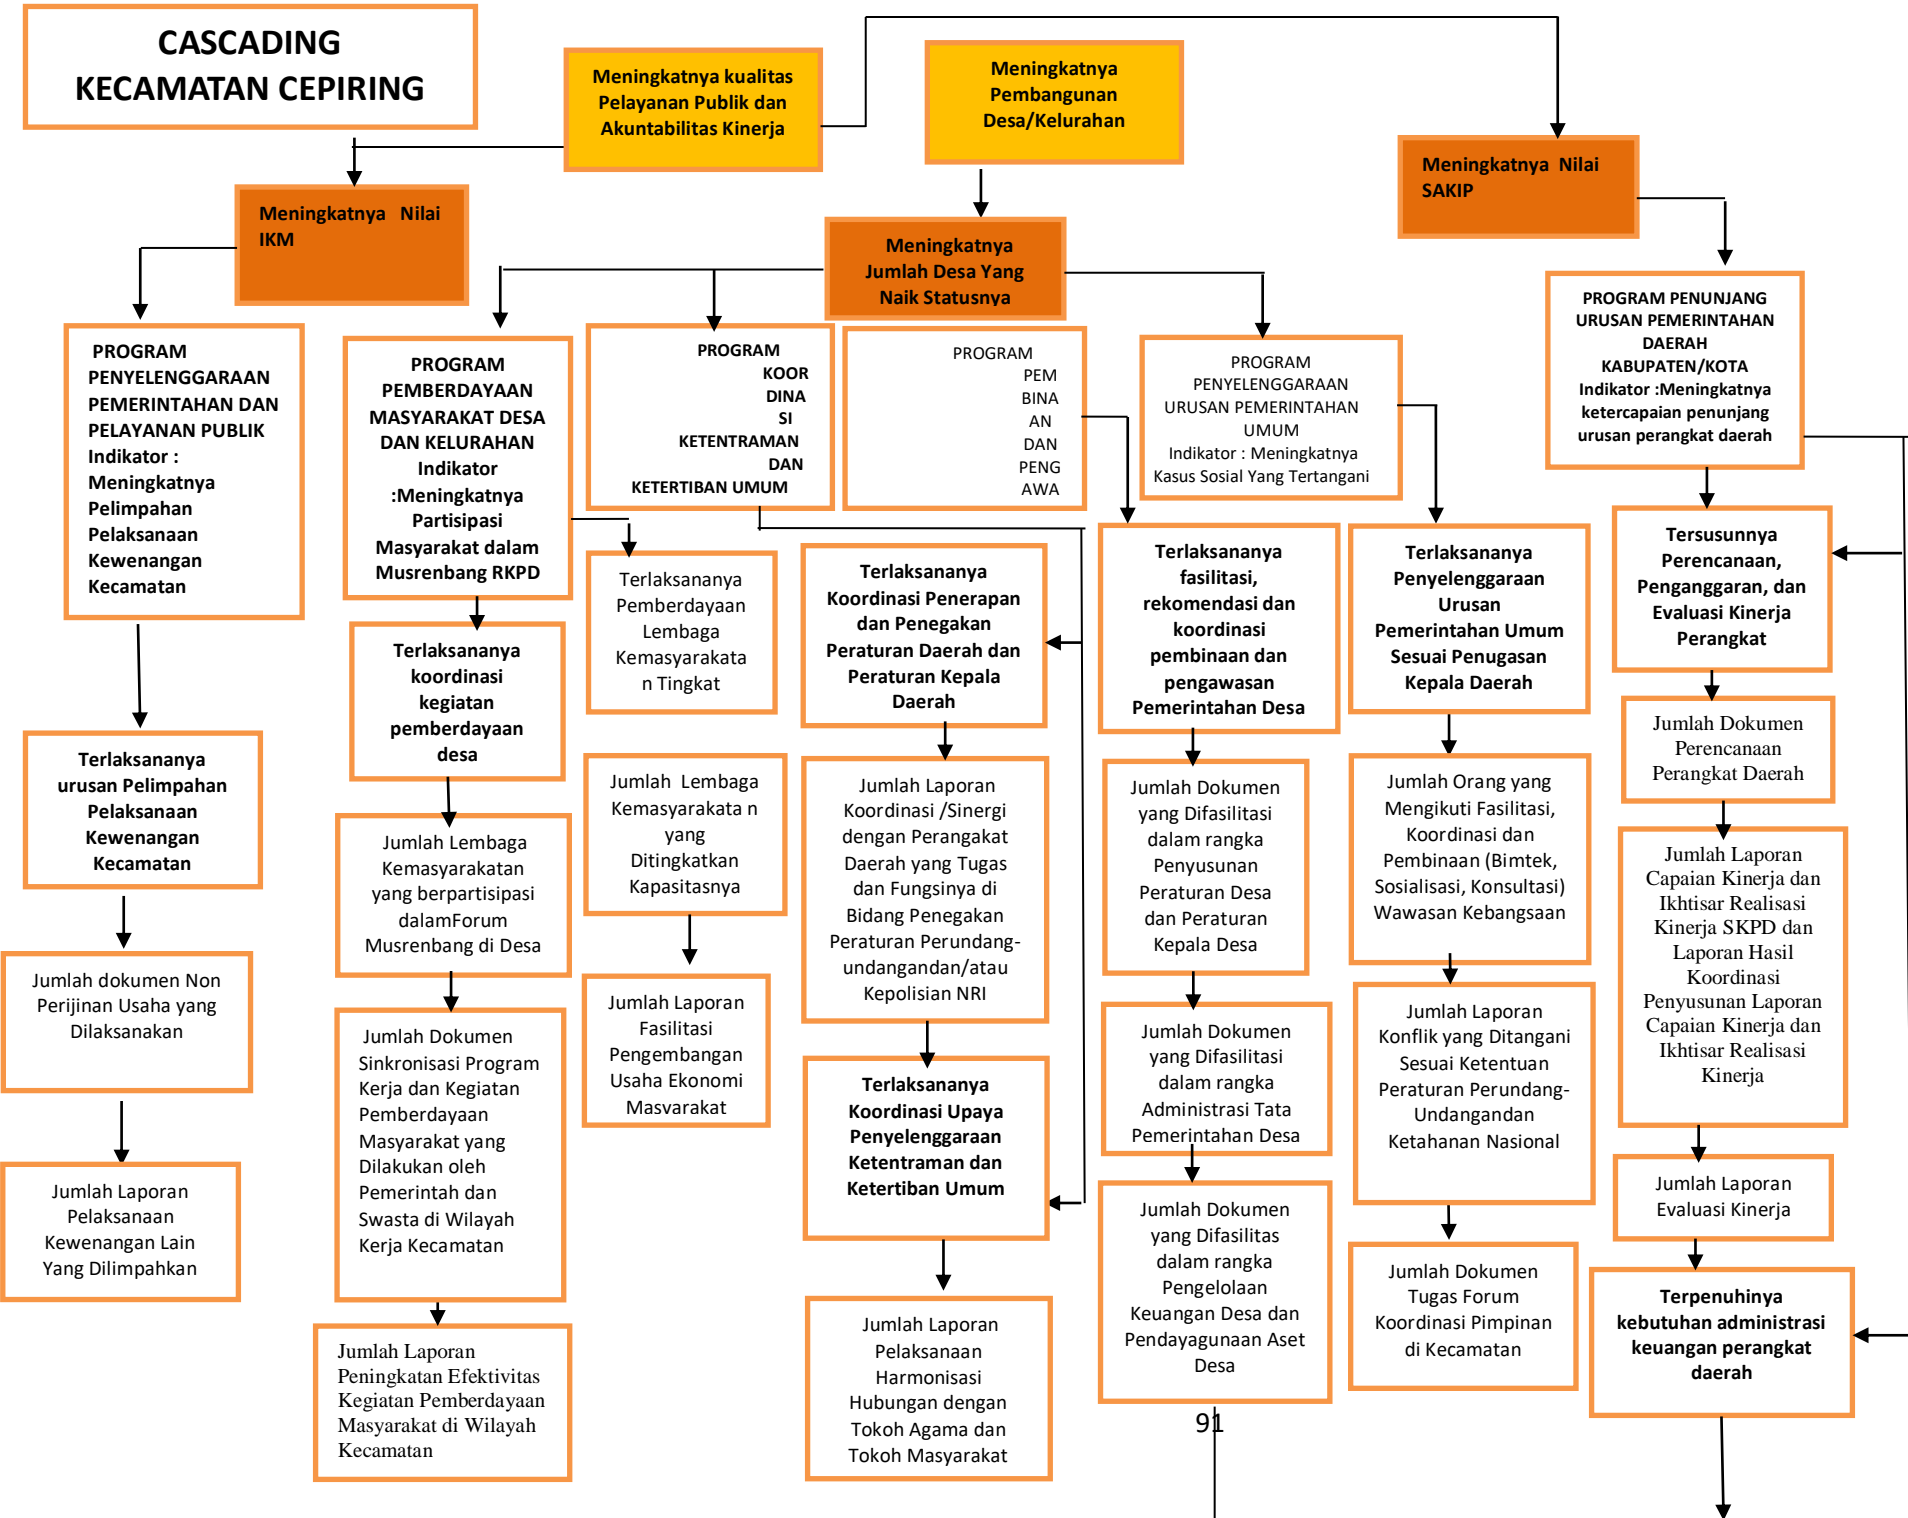 CASCADING
KECAMATAN CEPIRING
Meningkatnya kualitas
Pelayanan Publik dan
Akuntabilitas Kinerja
Meningkatnya
Pembangunan
Desa/Kelurahan
Meningkatnya Nilai
SAKIP
Meningkatnya Nilai
IKM
Meningkatnya
Jumlah Desa Yang
Naik Statusnya
PROGRAM
PENYELENGGARAAN
PEMERINTAHAN DAN
PELAYANAN PUBLIK
Indikator :
Meningkatnya
Pelimpahan
Pelaksanaan
Kewenangan
Kecamatan
PROGRAM
PEMBERDAYAAN
MASYARAKAT DESA
DAN KELURAHAN
Indikator
:Meningkatnya
Partisipasi
Masyarakat dalam
Musrenbang RKPD
PROGRAM
KOOR
DINA
SI
KETENTRAMAN
DAN
KETERTIBAN UMUM
PROGRAM
PEM
BINA
AN
DAN
PENG
AWA
PROGRAM
PENYELENGGARAAN
URUSAN PEMERINTAHAN
UMUM
Indikator : Meningkatnya
Kasus Sosial Yang Tertangani
PROGRAM PENUNJANG
URUSAN PEMERINTAHAN
DAERAH
KABUPATEN/KOTA
Indikator :Meningkatnya
ketercapaian penunjang
urusan perangkat daerah
Terlaksananya
urusan Pelimpahan
Pelaksanaan
Kewenangan
Kecamatan
Jumlah dokumen Non
Perijinan Usaha yang
Dilaksanakan
Jumlah Laporan
Pelaksanaan
Kewenangan Lain
Yang Dilimpahkan
Terlaksananya
koordinasi
kegiatan
pemberdayaan
desa
Jumlah Lembaga
Kemasyarakatan
yang berpartisipasi
dalamForum
Musrenbang di Desa
Jumlah Dokumen
Sinkronisasi Program
Kerja dan Kegiatan
Pemberdayaan
Masyarakat yang
Dilakukan oleh
Pemerintah dan
Swasta di Wilayah
Kerja Kecamatan
Jumlah Laporan
Peningkatan Efektivitas
Kegiatan Pemberdayaan
Masyarakat di Wilayah
Kecamatan
Terlaksananya
Pemberdayaan
Lembaga
Kemasyarakata
n Tingkat
Jumlah Lembaga
Kemasyarakata n
yang
Ditingkatkan
Kapasitasnya
Jumlah Laporan
Fasilitasi
Pengembangan
Usaha Ekonomi
Masyarakat
Terlaksananya
Koordinasi Penerapan
dan Penegakan
Peraturan Daerah dan
Peraturan Kepala
Daerah
Jumlah Laporan
Koordinasi /Sinergi
dengan Perangakat
Daerah yang Tugas
dan Fungsinya di
Bidang Penegakan
Peraturan Perundang-
undangandan/atau
Kepolisian NRI
Terlaksananya
Koordinasi Upaya
Penyelenggaraan
Ketentraman dan
Ketertiban Umum
Jumlah Laporan
Pelaksanaan
Harmonisasi
Hubungan dengan
Tokoh Agama dan
Tokoh Masyarakat
Terlaksananya
fasilitasi,
rekomendasi dan
koordinasi
pembinaan dan
pengawasan
Pemerintahan Desa
Jumlah Dokumen
yang Difasilitasi
dalam rangka
Penyusunan
Peraturan Desa
dan Peraturan
Kepala Desa
Jumlah Dokumen
yang Difasilitasi
dalam rangka
Administrasi Tata
Pemerintahan Desa
Jumlah Dokumen
yang Difasilitas
dalam rangka
Pengelolaan
Keuangan Desa dan
Pendayagunaan Aset
Desa
Terlaksananya
Penyelenggaraan
Urusan
Pemerintahan Umum
Sesuai Penugasan
Kepala Daerah
Jumlah Orang yang
Mengikuti Fasilitasi,
Koordinasi dan
Pembinaan (Bimtek,
Sosialisasi, Konsultasi)
Wawasan Kebangsaan
Jumlah Laporan
Konflik yang Ditangani
Sesuai Ketentuan
Peraturan Perundang-
Undangandan
Ketahanan Nasional
Jumlah Dokumen
Tugas Forum
Koordinasi Pimpinan
di Kecamatan
Tersusunnya
Perencanaan,
Penganggaran, dan
Evaluasi Kinerja
Perangkat
Jumlah Dokumen
Perencanaan
Perangkat Daerah
Jumlah Laporan
Capaian Kinerja dan
Ikhtisar Realisasi
Kinerja SKPD dan
Laporan Hasil
Koordinasi
Penyusunan Laporan
Capaian Kinerja dan
Ikhtisar Realisasi
Kinerja
Jumlah Laporan
Evaluasi Kinerja
Terpenuhinya
kebutuhan administrasi
keuangan perangkat
daerah
91